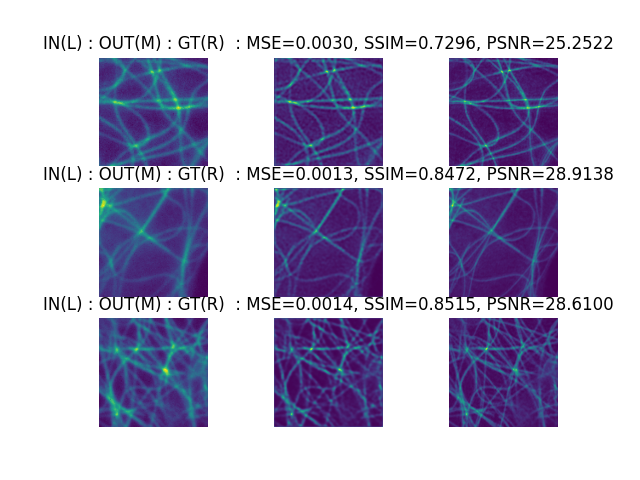 IN(L) : OUT(M) : GT(R)  : MSE=0.0030, SSIM=0.7296, PSNR=25.2522
IN(L) : OUT(M) : GT(R)  : MSE=0.0013, SSIM=0.8472, PSNR=28.9138
IN(L) : OUT(M) : GT(R)  : MSE=0.0014, SSIM=0.8515, PSNR=28.6100